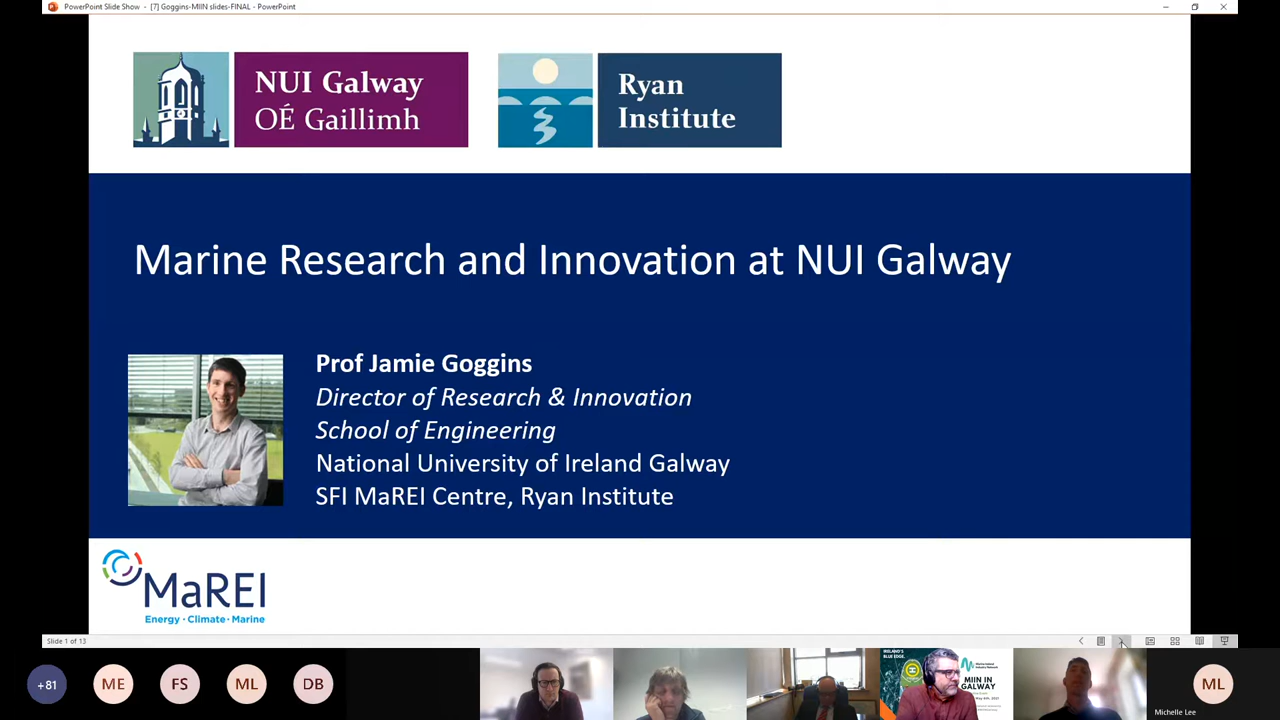 PowerPoint Slide Show - [7] Goggins-MIIN slides-FINAL - PowerPoint
NUI Galway
OÉ Gaillimh
Ryan
Institute
Marine Research and Innovation at NUI Galway
Prof Jamie Goggins
Director of Research & Innovation
School of Engineering
National University of Ireland Galway
SFI MaREI Centre, Ryan Institute
MaREI
Energy · Climate · Marine
Slide 1 of 13
+81
ME
FS
ML
DB
IRELAND'S
BLUE EDGE.
MIIN IN
GALWAY
ML
Michelle Lee